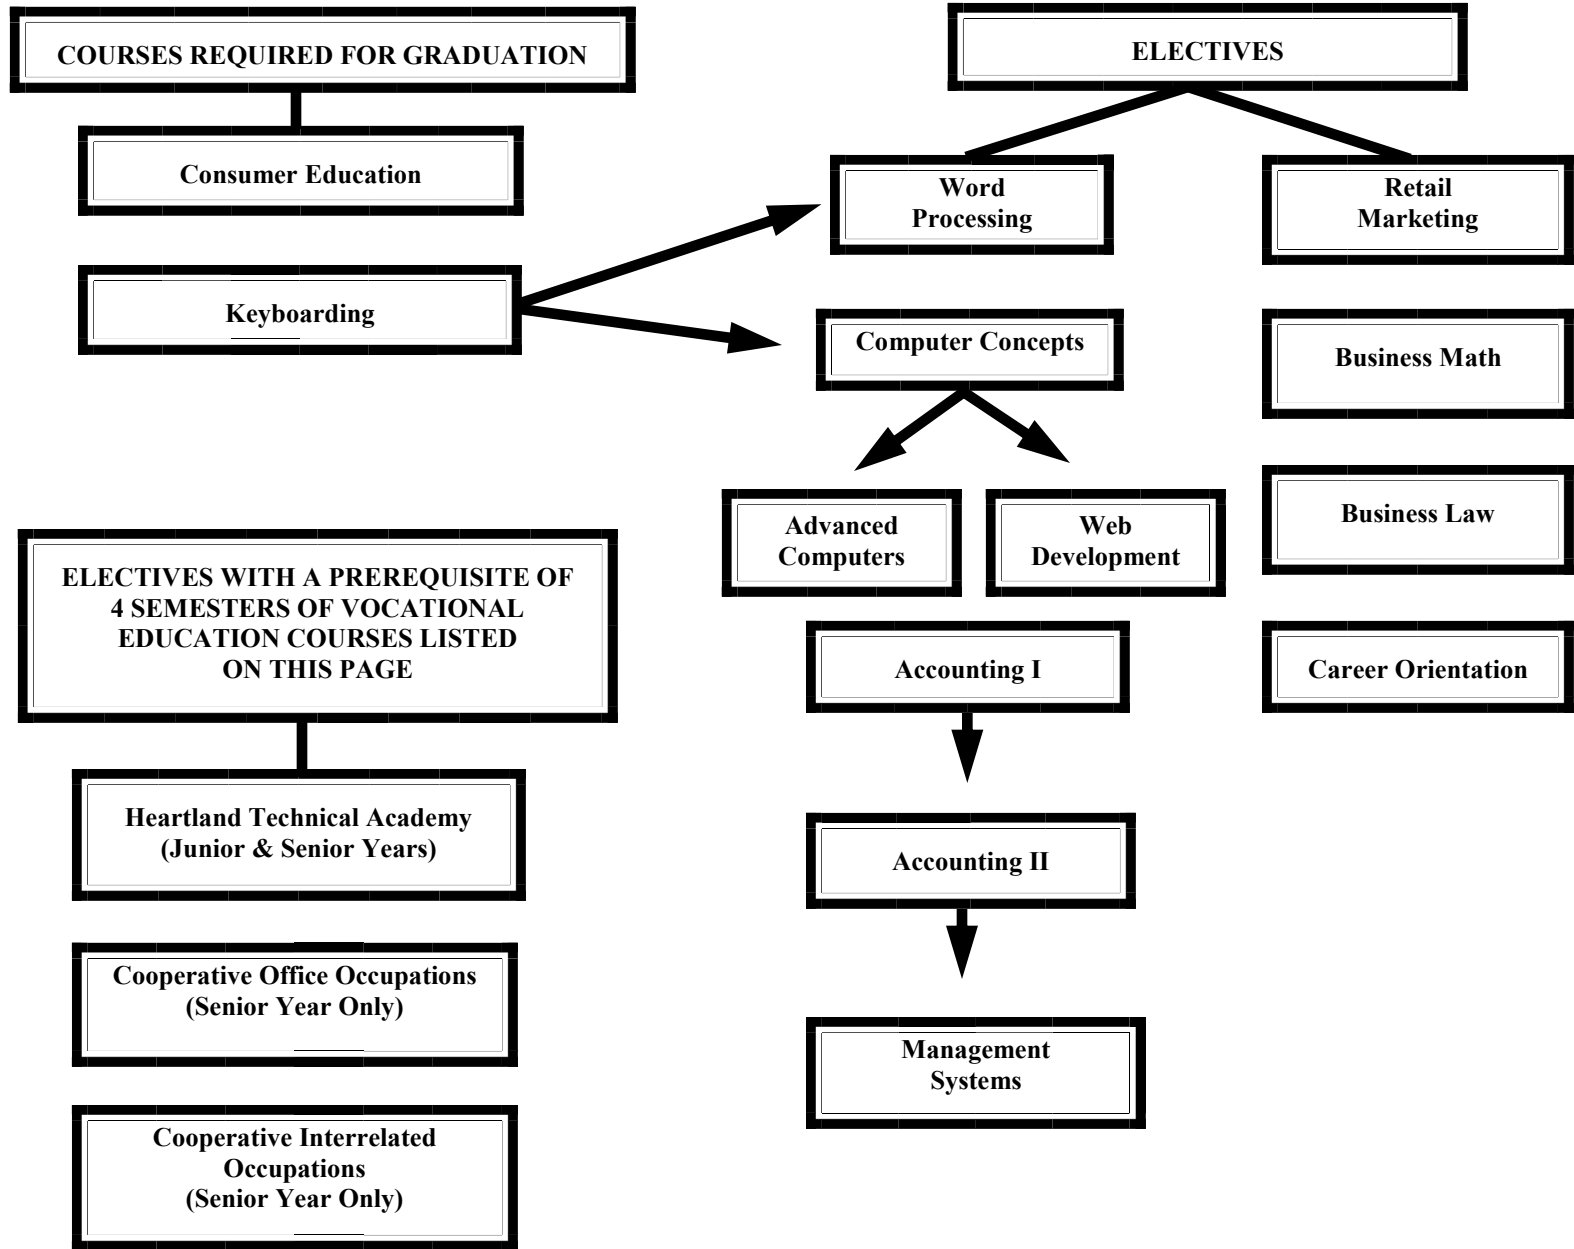 COURSES REQUIRED FOR GRADUATION
Consumer Education
Keyboarding
ELECTIVES
Word
Processing
Retail
Marketing
Computer Concepts
Business Math
Advanced
Computers
Web
Development
Business Law
Accounting I
Career Orientation
Accounting II
Management
Systems
ELECTIVES WITH A PREREQUISITE OF
4 SEMESTERS OF VOCATIONAL
EDUCATION COURSES LISTED
ON THIS PAGE
Heartland Technical Academy
(Junior & Senior Years)
Cooperative Office Occupations
(Senior Year Only)
Cooperative Interrelated
Occupations
(Senior Year Only)